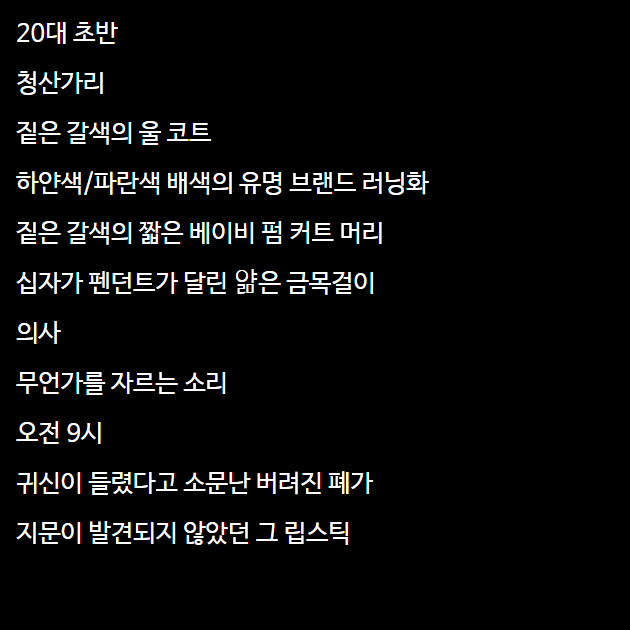 20대 초반
청산가리
짙은 갈색의 울 코트
하얀색/파란색 배색의 유명 브랜드 러닝화
짙은 갈색의 짧은 베이비 펌 커트 머리
십자가 펜던트가 달린 앏은 금목걸이
의사
무언가를 자르는 소리
오전 9시
귀신이 들렸다고 소문난 버려진 폐가
지문이 발견되지 않았던 그 립스틱